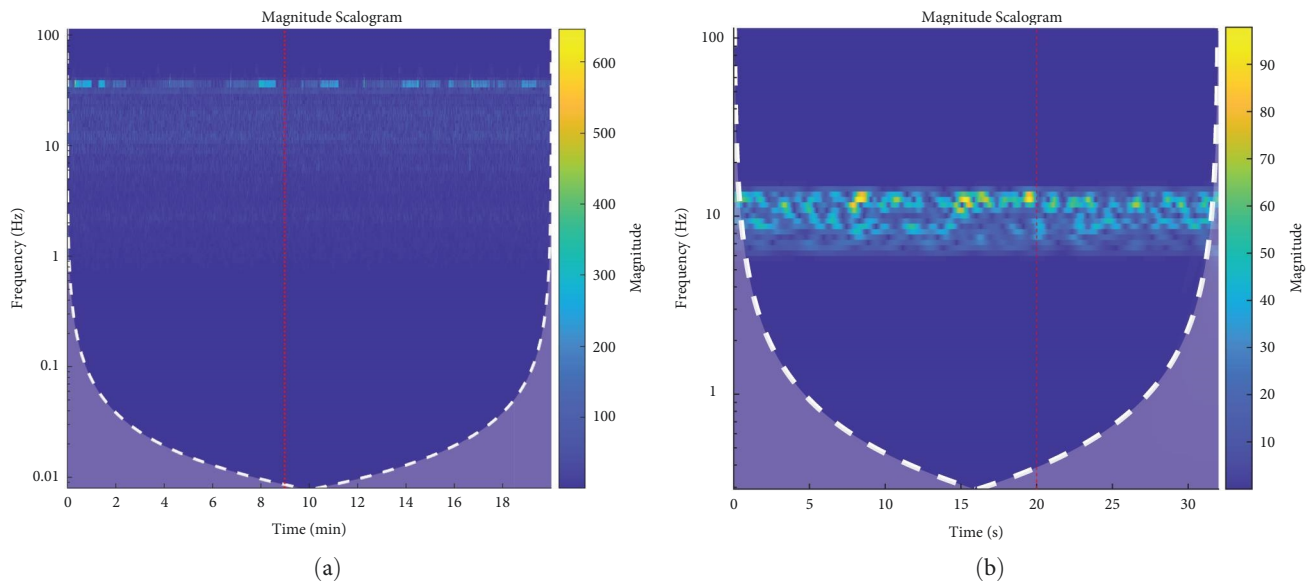 Magnitude Scalogram
100
10
1
0.1
0.01
Frequency (Hz)
0 2 4 6 8 10 12 14 16 18
Time (min)
600
500
400
300
200
100
Magnitude
(a)
Magnitude Scalogram
100
10
1
Frequency (Hz)
0 5 10 15 20 25 30
Time (s)
90
80
70
60
50
40
30
20
10
Magnitude
(b)